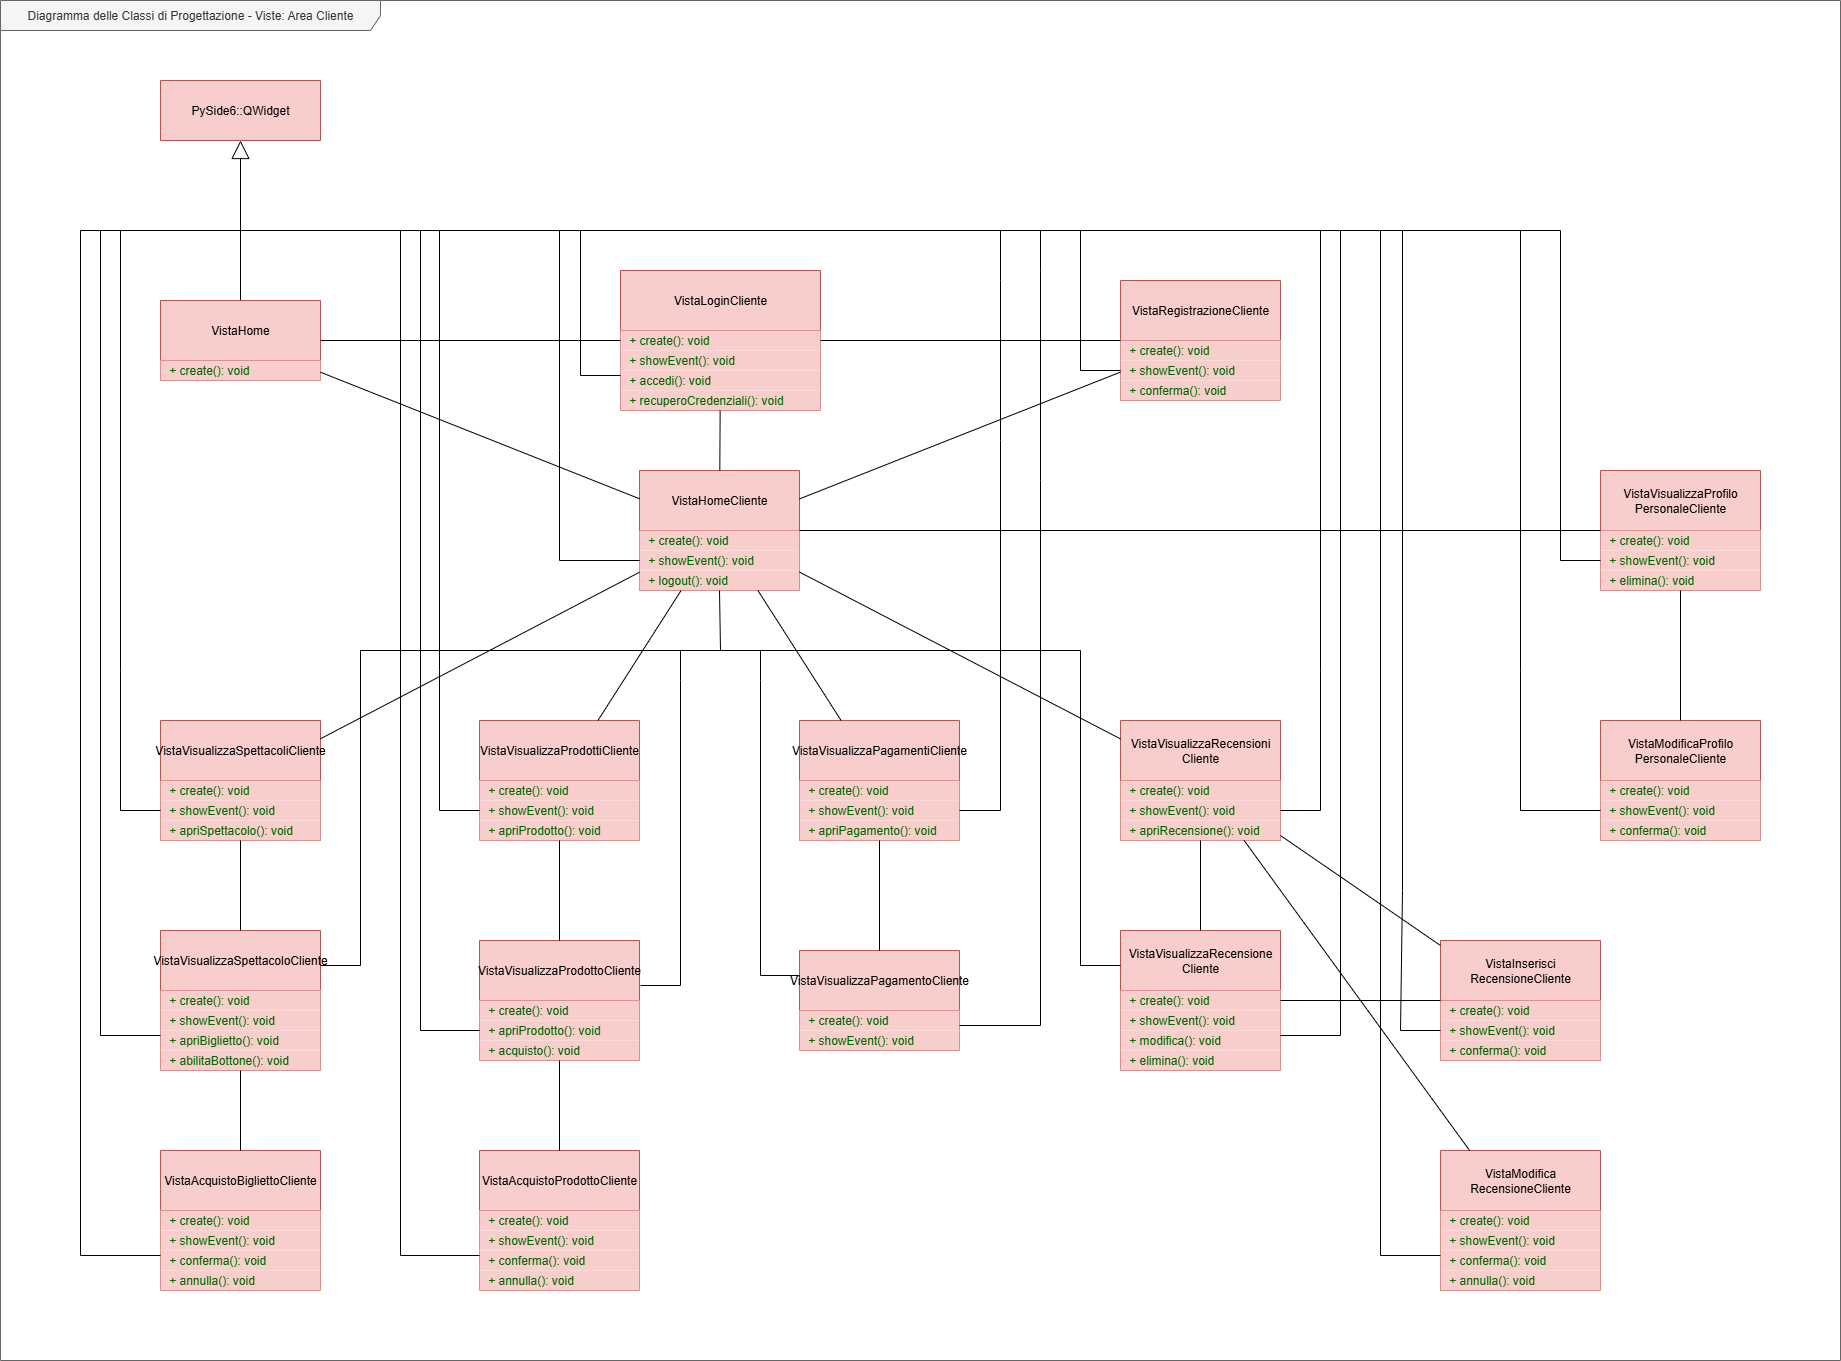 Diagramma delle Classi di Progettazione - Viste: Area Cliente
PySide6::QWidget
VistaHome
+ create(): void
VistaLoginCliente
+ create(): void
+ showEvent(): void
+ accedi(): void
+ recuperoCredenziali(): void
VistaRegistrazioneCliente
+ create(): void
+ showEvent(): void
+ conferma(): void
VistaHomeCliente
+ create(): void
+ showEvent(): void
+ logout(): void
VistaVisualizzaProfilo
PersonaleCliente
+ create(): void
+ showEvent(): void
+ elimina(): void
VistaVisualizzaSpettacoliCliente
+ create(): void
+ showEvent(): void
+ apriSpettacolo(): void
VistaVisualizzaProdottiCliente
+ create(): void
+ showEvent(): void
+ apriProdotto(): void
VistaVisualizzaPagamentiCliente
+ create(): void
+ showEvent(): void
+ apriPagamento(): void
VistaVisualizzaRecensioni
Cliente
+ create(): void
+ showEvent(): void
+ apriRecensione(): void
VistaModificaProfilo
PersonaleCliente
+ create(): void
+ showEvent(): void
+ conferma(): void
VistaVisualizzaSpettacoloCliente
+ create(): void
+ showEvent(): void
+ apriBiglietto(): void
+ abilitaBottone(): void
VistaVisualizzaProdottoCliente
+ create(): void
+ apriProdotto(): void
+ acquisto(): void
VistaVisualizzaPagamentoCliente
+ create(): void
+ showEvent(): void
VistaVisualizzaRecensione
Cliente
+ create(): void
+ showEvent(): void
+ modifica(): void
+ elimina(): void
VistaInserisci
RecensioneCliente
+ create(): void
+ showEvent(): void
+ conferma(): void
VistaAcquistoBigliettoCliente
+ create(): void
+ showEvent(): void
+ conferma(): void
+ annulla(): void
VistaAcquistoProdottoCliente
+ create(): void
+ showEvent(): void
+ conferma(): void
+ annulla(): void
VistaModifica
RecensioneCliente
+ create(): void
+ showEvent(): void
+ conferma(): void
+ annulla(): void